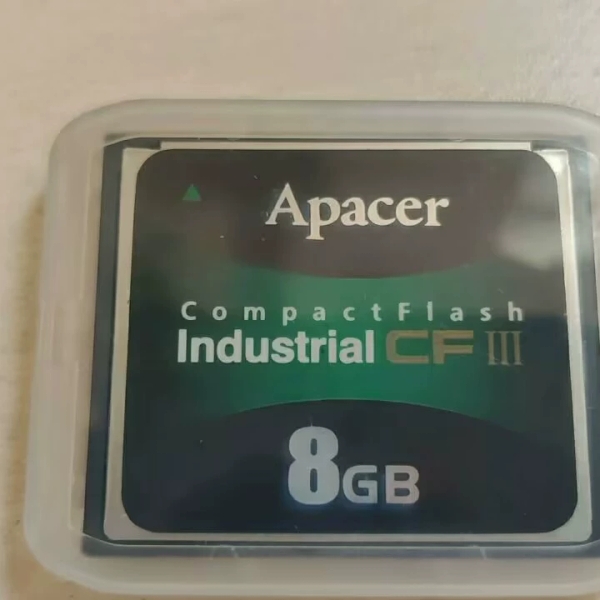 Apacer
CompactFlash
Industrial CF III
8GB